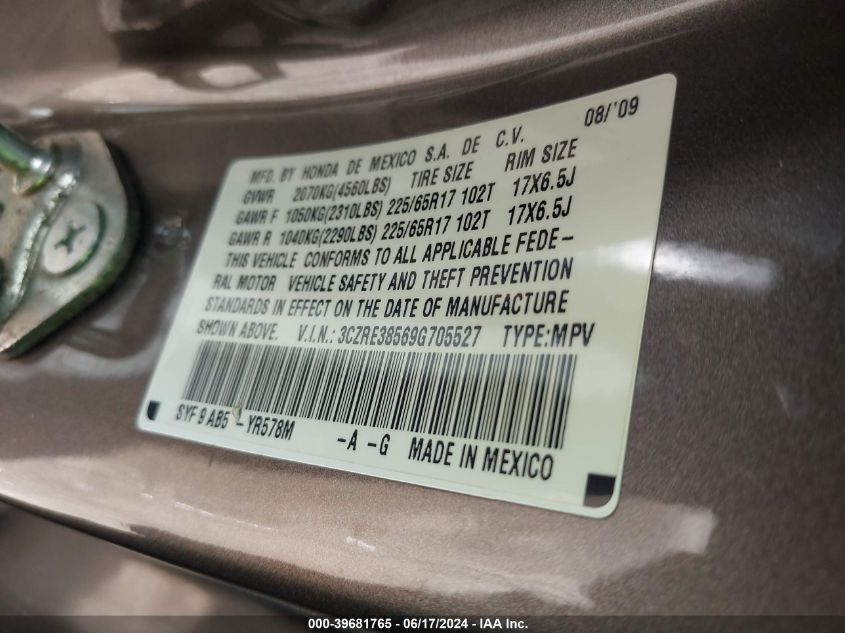 08/'09
MFD. BY HONDA DE MEXICO S.A. DE C.V.
GVWR 2070KG(4560LBS) TIRE SIZE RIM SIZE
GAWR F 1050KG(2310LBS) 225/65R17 102T 17X6.5J
GAWR R 1040KG(2290LBS) 225/65R17 102T 17X6.5J
THIS VEHICLE CONFORMS TO ALL APPLICABLE FEDE-
RAL MOTOR VEHICLE SAFETY AND THEFT PREVENTION
STANDARDS IN EFFECT ON THE DATE OF MANUFACTURE
SHOWN ABOVE. V.I.N.: 3CZRE38569G705527 TYPE:MPV
SYF 9 AB5 - YR578M -A -G MADE IN MEXICO
000-39681765 - 06/17/2024 - IAA Inc.